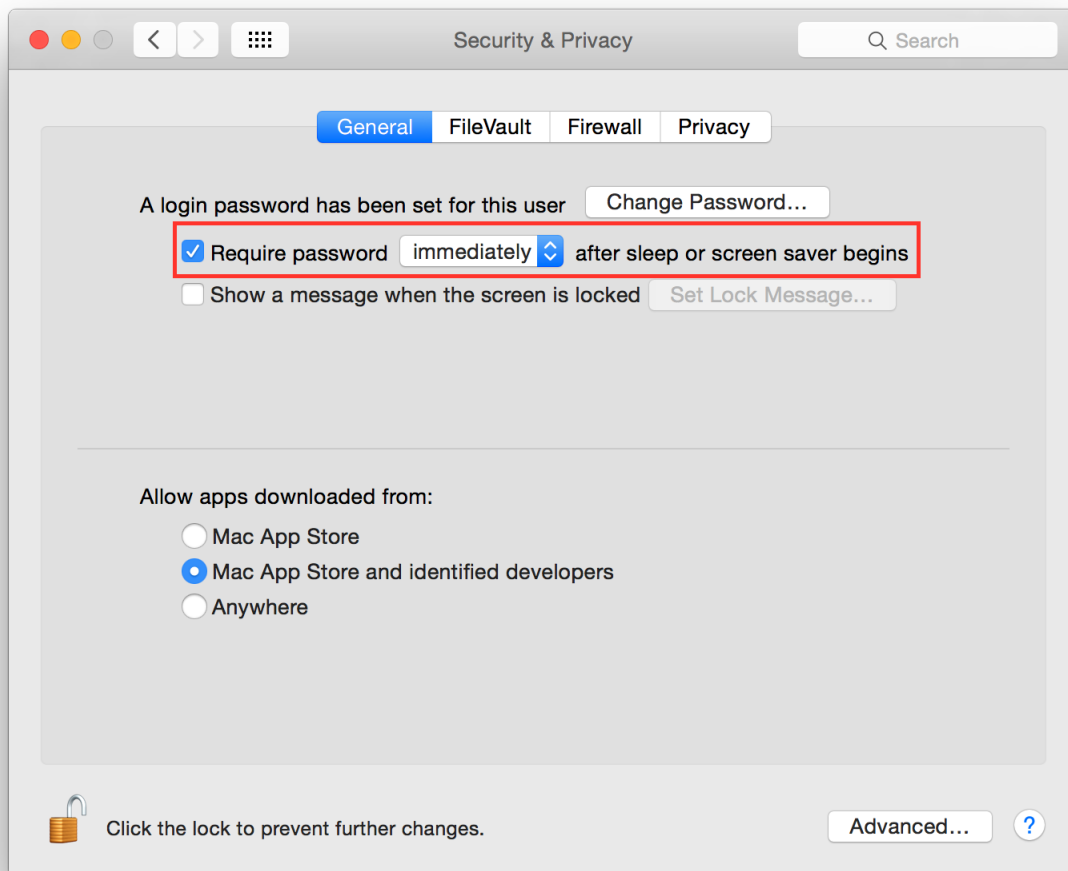 Security & Privacy
Search
General FileVault Firewall Privacy
A login password has been set for this user Change Password...
Require password immediately after sleep or screen saver begins
Show a message when the screen is locked Set Lock Message...
Allow apps downloaded from:
Mac App Store
Mac App Store and identified developers
Anywhere
Click the lock to prevent further changes. Advanced... ?